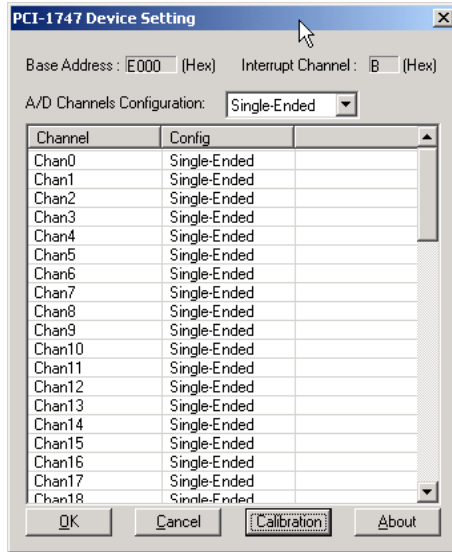 PCI-1747 Device Setting
Base Address : E000 (Hex) Interrupt Channel : B (Hex)
A/D Channels Configuration: Single-Ended
Channel Config
Chan0 Single-Ended
Chan1 Single-Ended
Chan2 Single-Ended
Chan3 Single-Ended
Chan4 Single-Ended
Chan5 Single-Ended
Chan6 Single-Ended
Chan7 Single-Ended
Chan8 Single-Ended
Chan9 Single-Ended
Chan10 Single-Ended
Chan11 Single-Ended
Chan12 Single-Ended
Chan13 Single-Ended
Chan14 Single-Ended
Chan15 Single-Ended
Chan16 Single-Ended
Chan17 Single-Ended
Chan18 Single-Ended
OK Cancel Calibration About